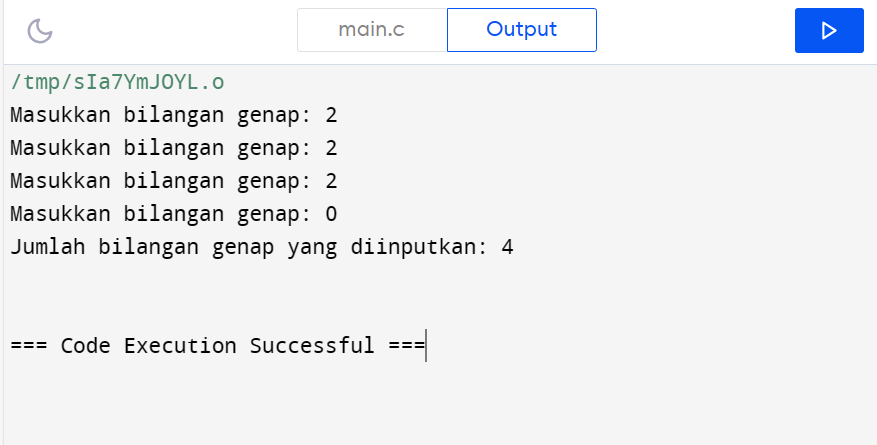 main.c
Output
/tmp/sIa7YmJOYL.o
Masukkan bilangan genap: 2
Masukkan bilangan genap: 2
Masukkan bilangan genap: 2
Masukkan bilangan genap: 0
Jumlah bilangan genap yang diinputkan: 4
=== Code Execution Successful ===